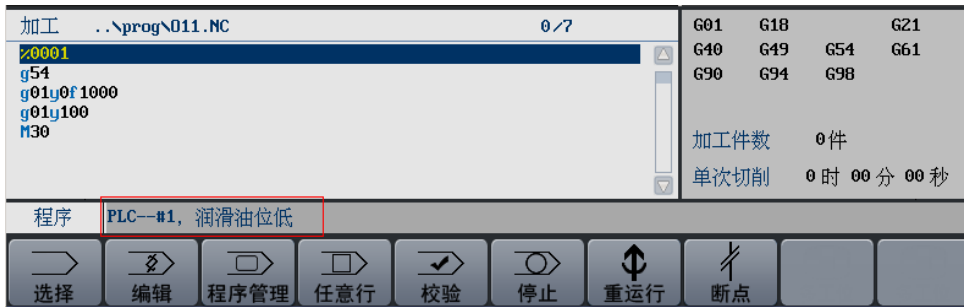 加工 ..\prog\O11.NC 0/7
%0001
g54
g01y0f1000
g01y100
M30
G01 G18 G21
G40 G49 G54 G61
G90 G94 G98
加工件数 0件
单次切削 0时 00分 00秒
程序 PLC--#1, 润滑油位低
选择 编辑 程序管理 任意行 校验 停止 重运行 断点